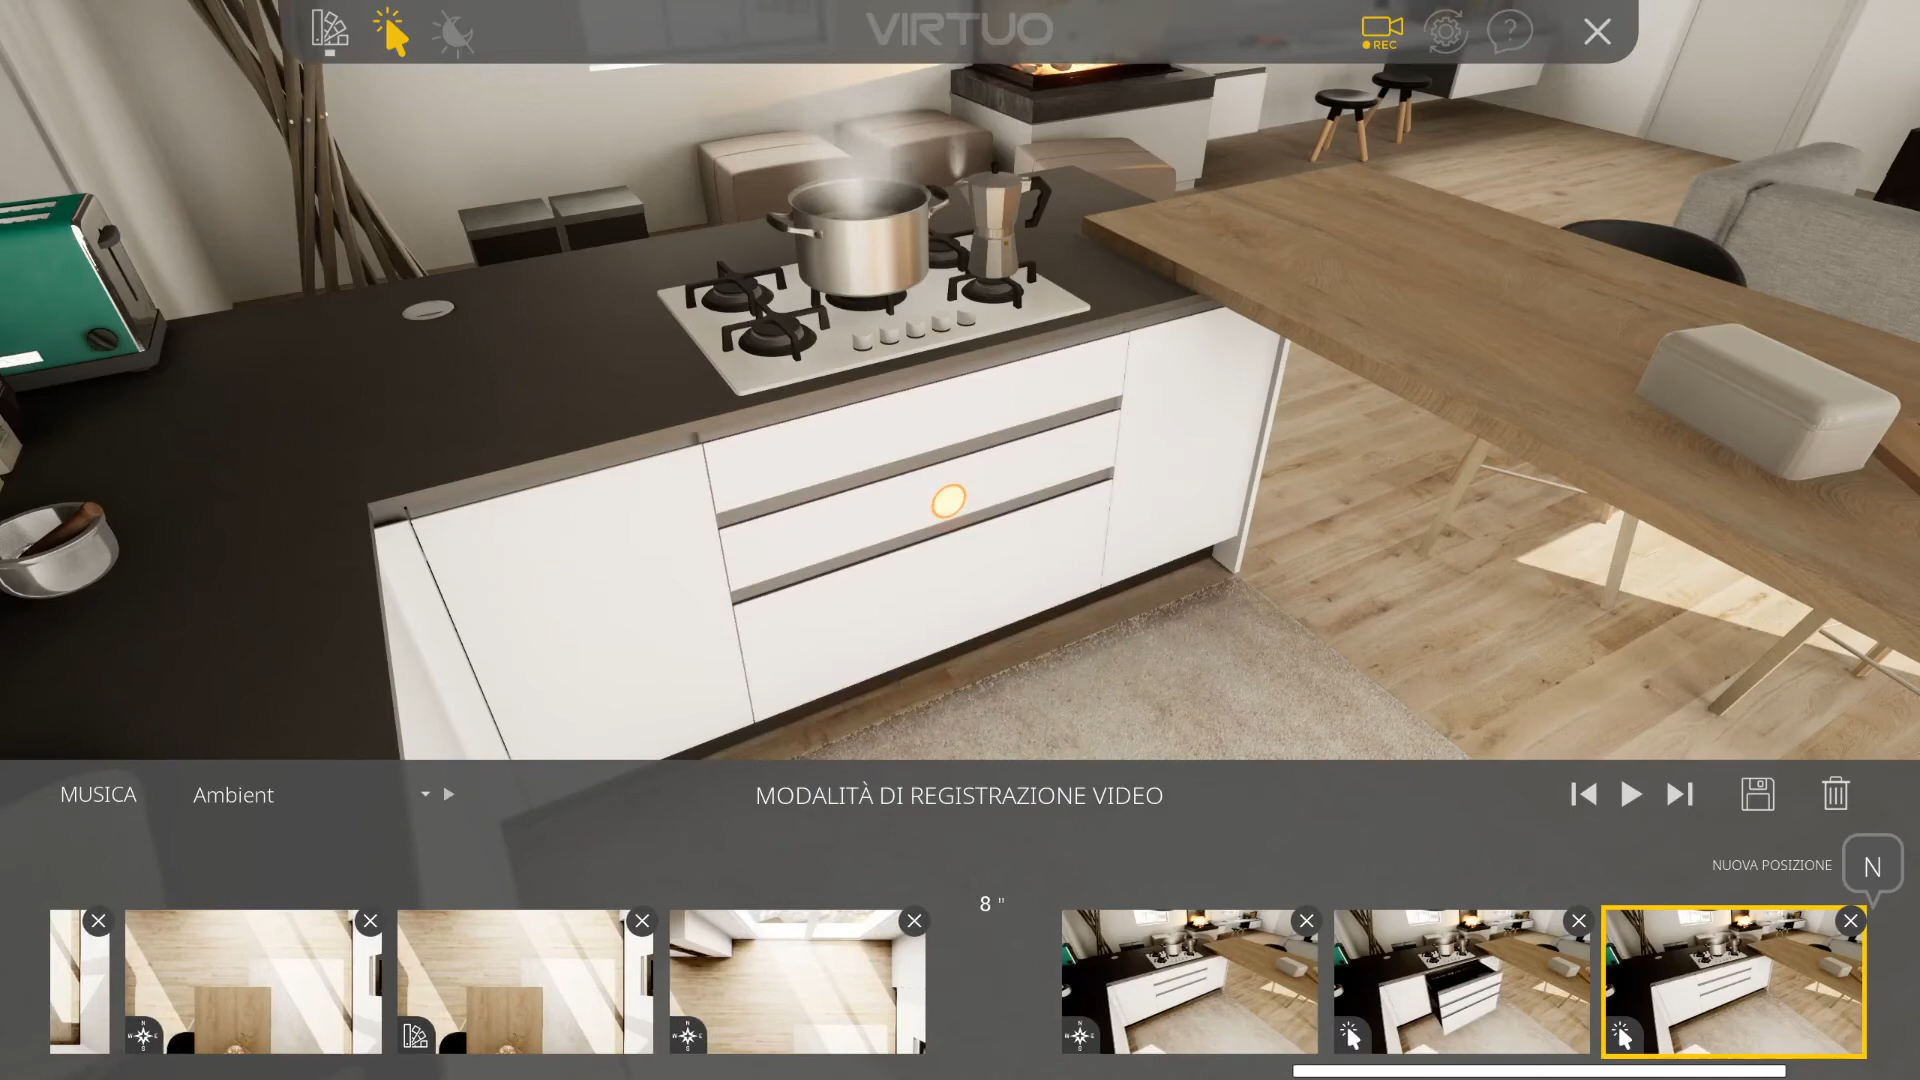 VIRTUO
REC
?
MUSICA
Ambient
MODALITÀ DI REGISTRAZIONE VIDEO
NUOVA POSIZIONE
N
8 "
N
W E
S
N
W E
S
N
W E
S